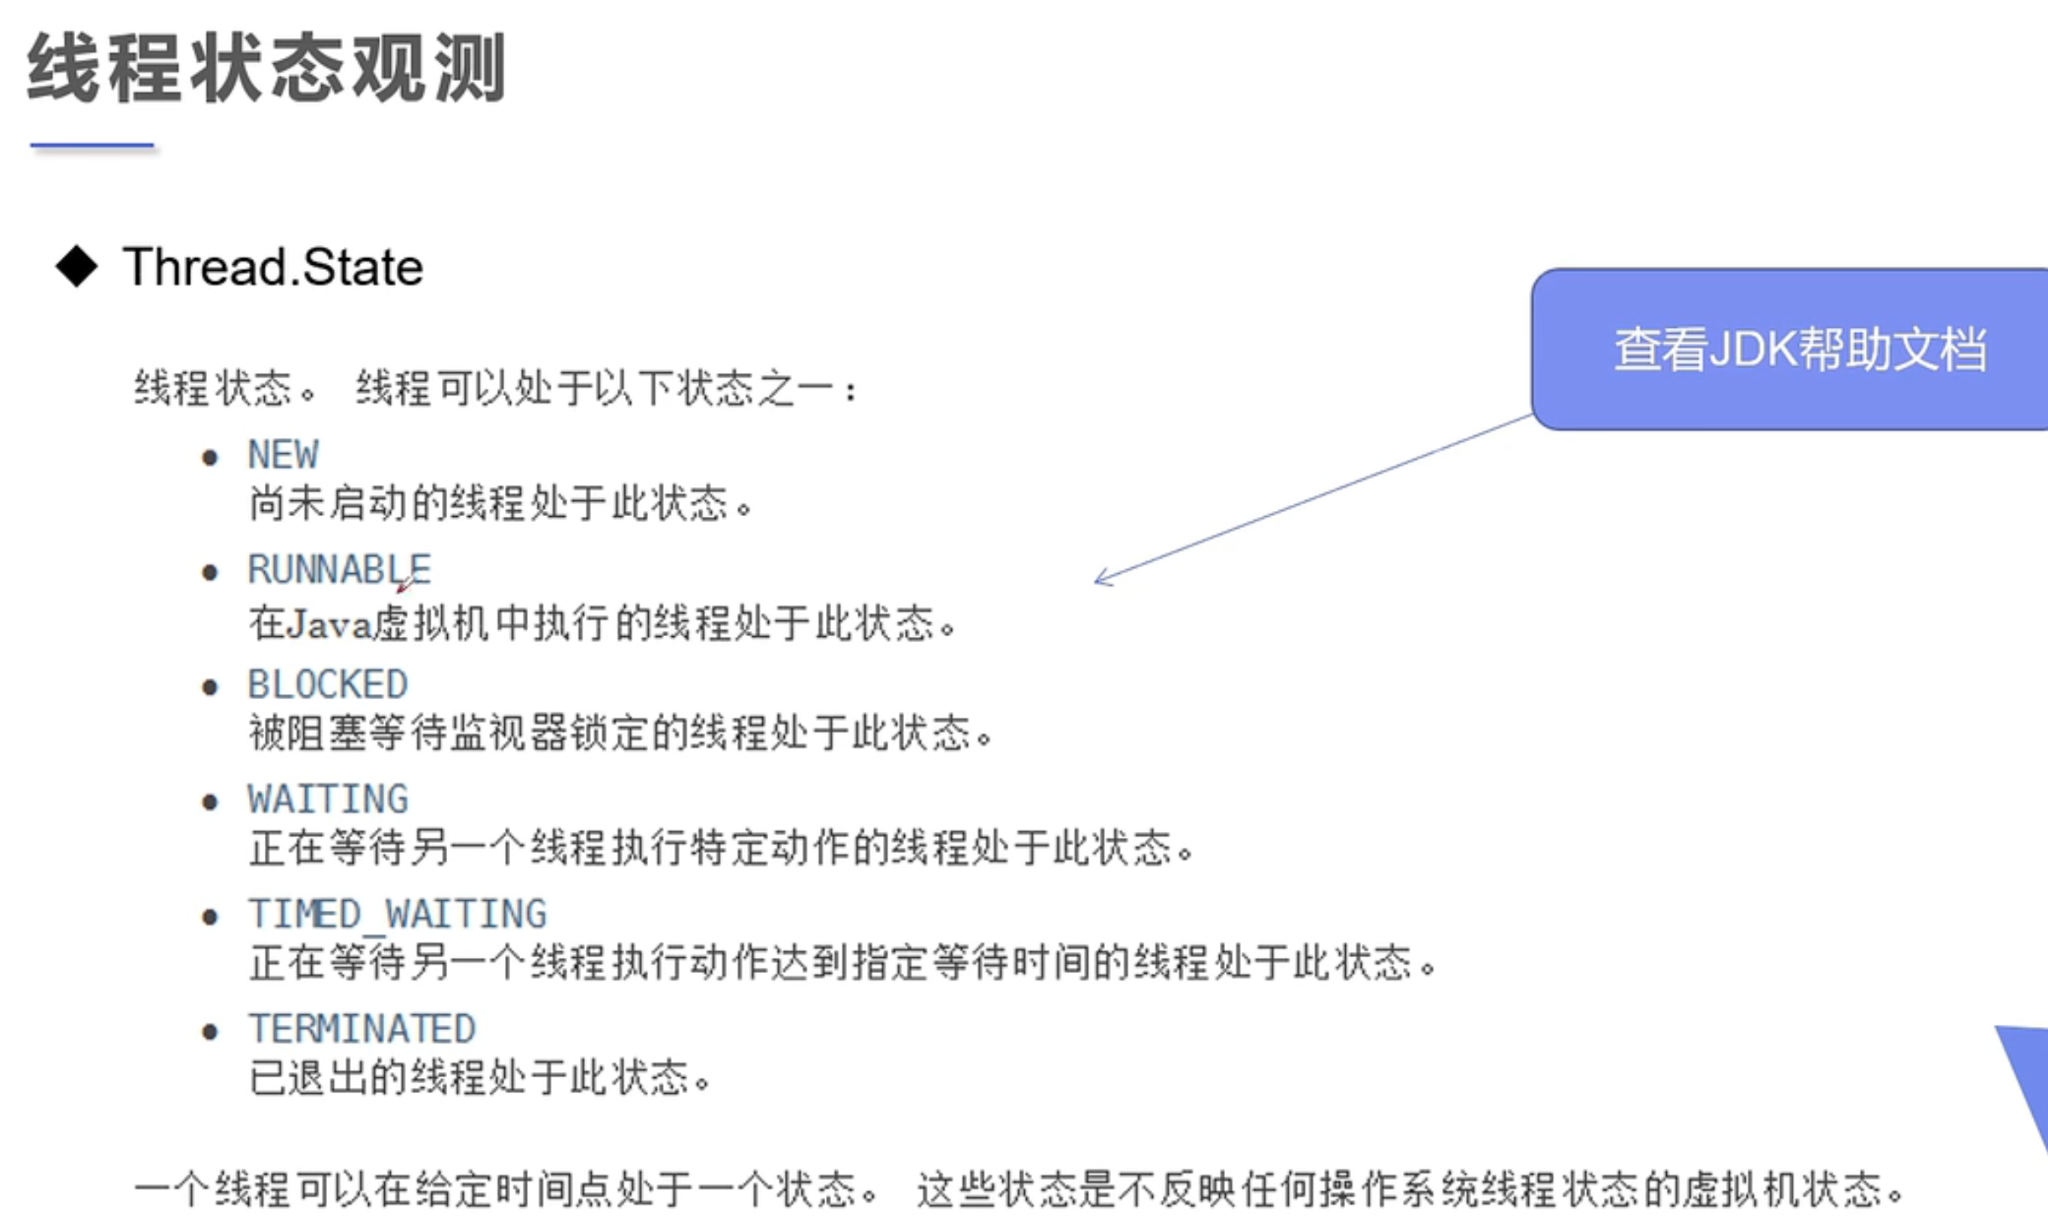 线程状态观测
Thread.State
查看JDK帮助文档
线程状态。 线程可以处于以下状态之一：
NEW
尚未启动的线程处于此状态。
RUNNABLE
在Java虚拟机中执行的线程处于此状态。
BLOCKED
被阻塞等待监视器锁定的线程处于此状态。
WAITING
正在等待另一个线程执行特定动作的线程处于此状态。
TIMED_WAITING
正在等待另一个线程执行动作达到指定等待时间的线程处于此状态。
TERMINATED
已退出的线程处于此状态。
一个线程可以在给定时间点处于一个状态。 这些状态是不反映任何操作系统线程状态的虚拟机状态。